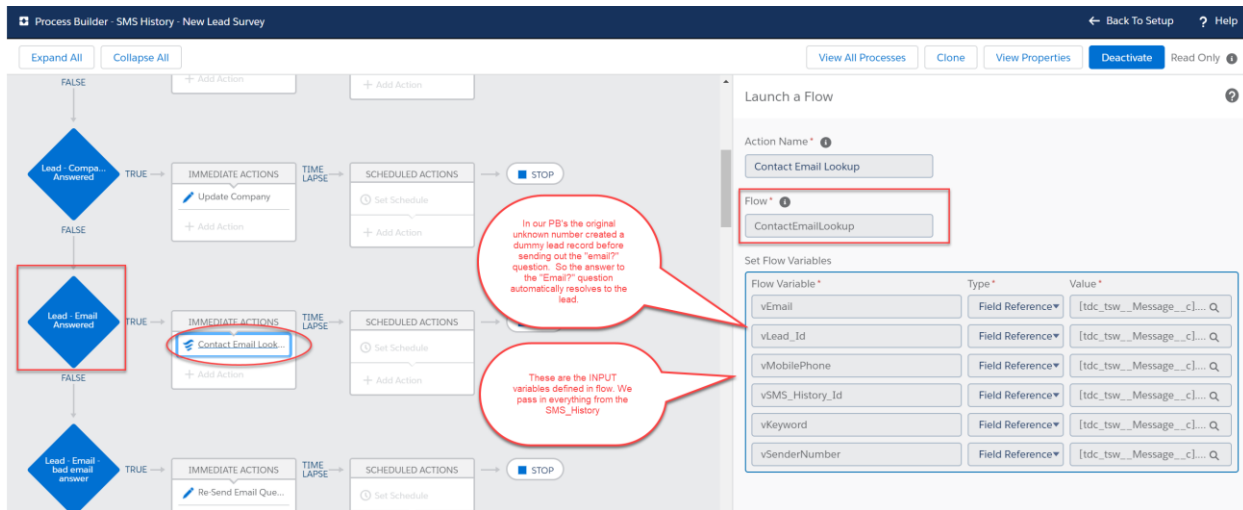 Process Builder - SMS History - New Lead Survey
← Back To Setup ? Help
Expand All Collapse All
View All Processes Clone View Properties Deactivate Read Only
FALSE
+ Add Action
+ Add Action
Lead - Compa...
Answered
TRUE
IMMEDIATE ACTIONS
Update Company
+ Add Action
TIME
LAPSE
SCHEDULED ACTIONS
Set Schedule
+ Add Action
STOP
FALSE
In our PB's the original
unknown number created a
dummy lead record before
sending out the "email?"
question. So the answer to
the "Email?" question
automatically resolves to the
lead.
Lead - Email
Answered
TRUE
IMMEDIATE ACTIONS
Contact Email Look...
+ Add Action
TIME
LAPSE
SCHEDULED ACTIONS
Set Schedule
+ Add Action
FALSE
These are the INPUT
variables defined in flow. We
pass in everything from the
SMS_History
Lead - Email -
bad email
answer
TRUE
IMMEDIATE ACTIONS
Re-Send Email Que...
TIME
LAPSE
SCHEDULED ACTIONS
Set Schedule
STOP
Launch a Flow
Action Name*
Contact Email Lookup
Flow*
ContactEmailLookup
Set Flow Variables
Flow Variable* Type* Value*
vEmail Field Reference [tdc_tsw__Message__c]....
vLead_Id Field Reference [tdc_tsw__Message__c]....
vMobilePhone Field Reference [tdc_tsw__Message__c]....
vSMS_History_Id Field Reference [tdc_tsw__Message__c]....
vKeyword Field Reference [tdc_tsw__Message__c]....
vSenderNumber Field Reference [tdc_tsw__Message__c]....